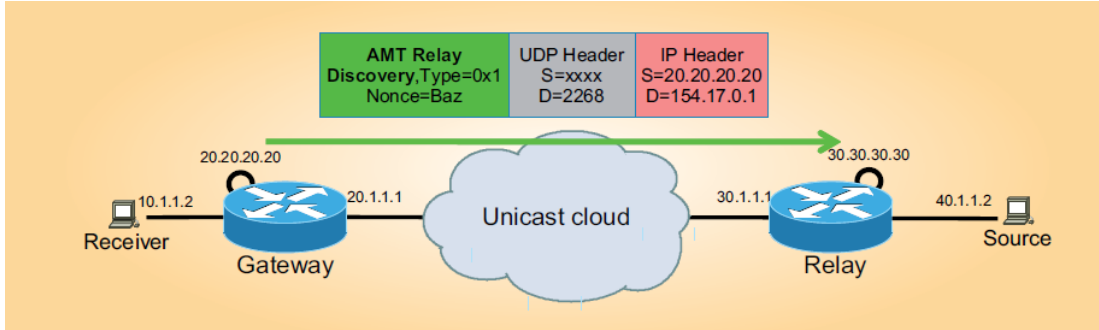 AMT Relay
Discovery,Type=0x1
Nonce=Baz
UDP Header
S=xxxx
D=2268
IP Header
S=20.20.20.20
D=154.17.0.1
20.20.20.20
30.30.30.30
10.1.1.2
20.1.1.1
30.1.1.1
40.1.1.2
Unicast cloud
Receiver
Gateway
Relay
Source